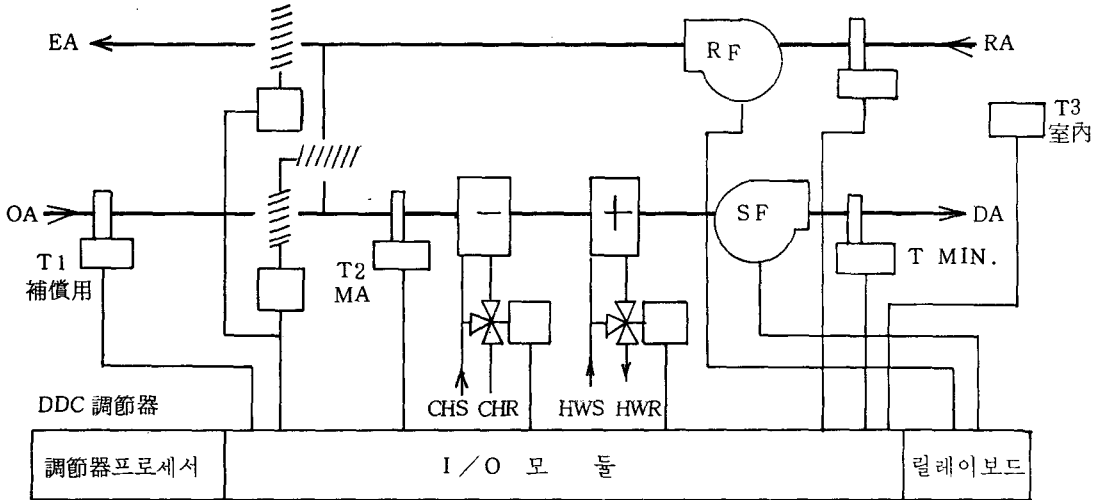 EA
RF
RA
T3
室內
OA
T1
補償用
T2
MA
−
+
SF
DA
T MIN.
CHS CHR
HWS HWR
DDC 調節器
調節器프로세서
I/O 모듈
릴레이보드